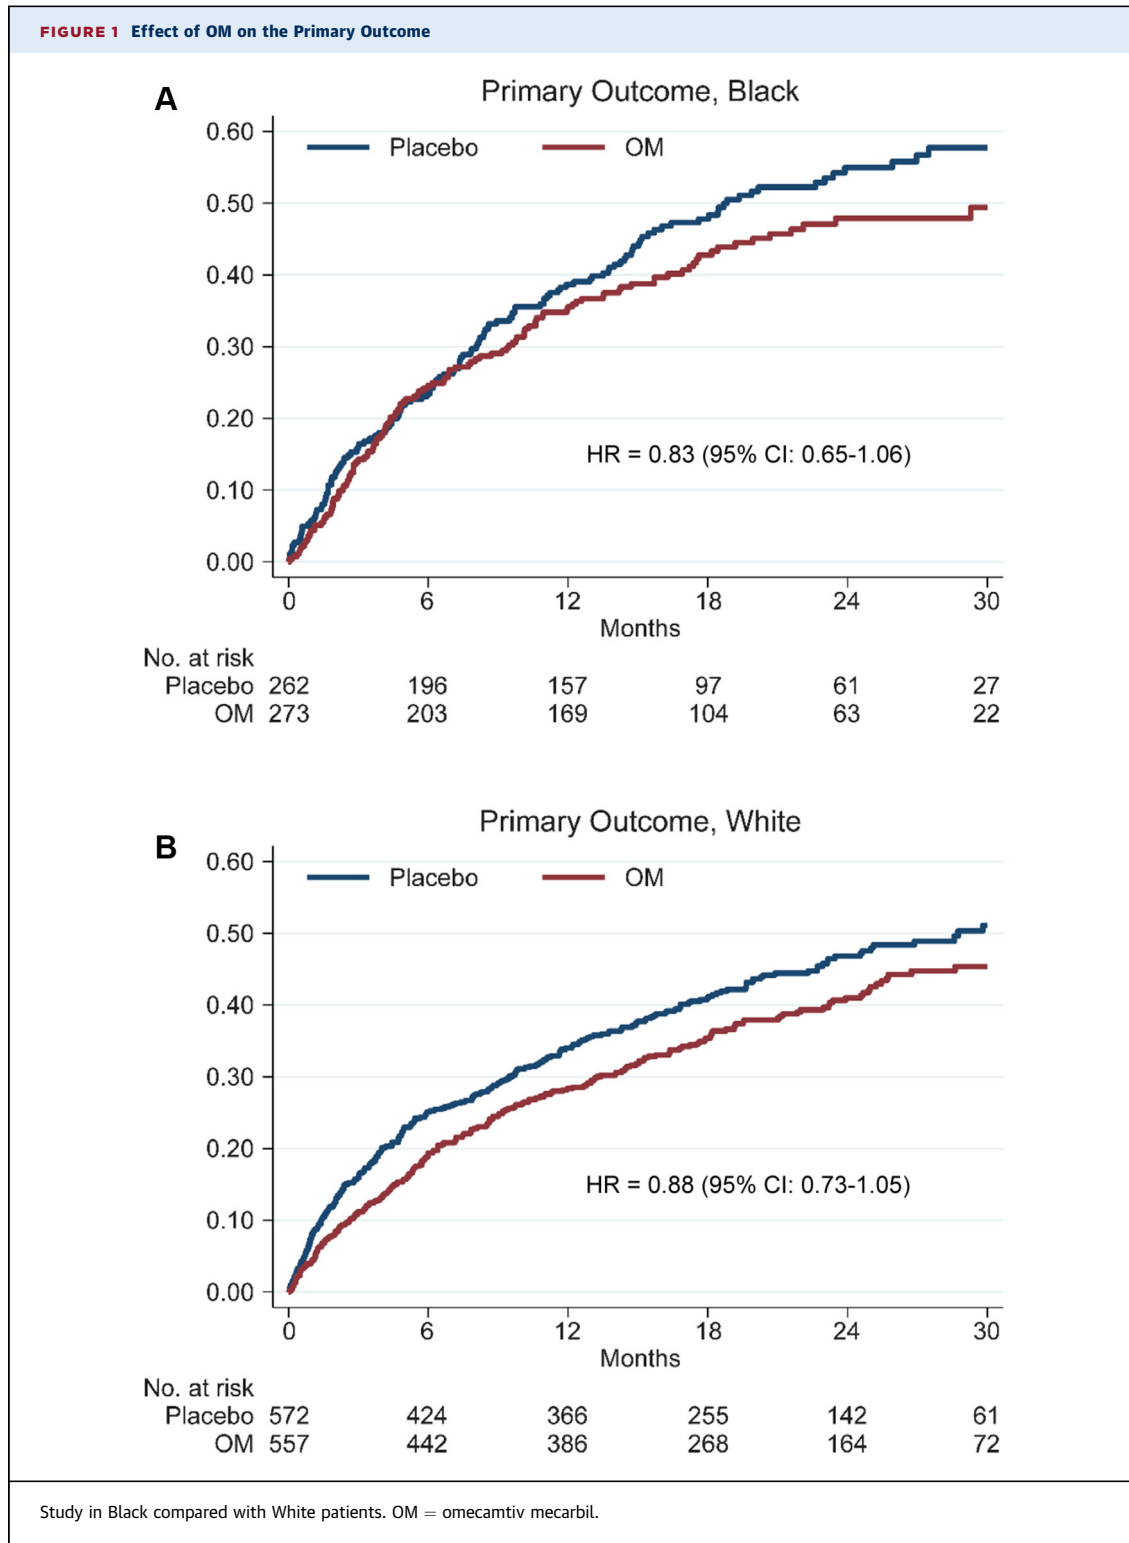 FIGURE 1 Effect of OM on the Primary Outcome
A
Primary Outcome, Black
Placebo OM
0.60
0.50
0.40
0.30
0.20
0.10
0.00
HR = 0.83 (95% CI: 0.65-1.06)
0 6 12 18 24 30
Months
No. at risk
Placebo 262 196 157 97 61 27
OM 273 203 169 104 63 22
B
Primary Outcome, White
Placebo OM
0.60
0.50
0.40
0.30
0.20
0.10
0.00
HR = 0.88 (95% CI: 0.73-1.05)
0 6 12 18 24 30
Months
No. at risk
Placebo 572 424 366 255 142 61
OM 557 442 386 268 164 72
Study in Black compared with White patients. OM = omecamtiv mecarbil.